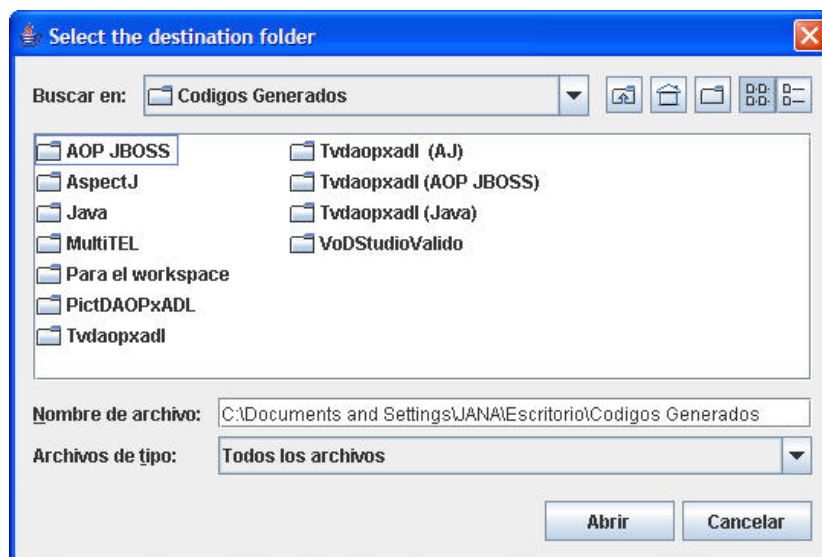 Select the destination folder
Buscar en: Codigos Generados
AOP JBOSS
AspectJ
Java
MultiTEL
Para el workspace
PictDAOPxADL
Tvdaopxadl
Tvdaopxadl (AJ)
Tvdaopxadl (AOP JBOSS)
Tvdaopxadl (Java)
VoDStudioValido
Nombre de archivo: C:\Documents and Settings\JANA\Escritorio\Codigos Generados
Archivos de tipo: Todos los archivos
Abrir Cancelar